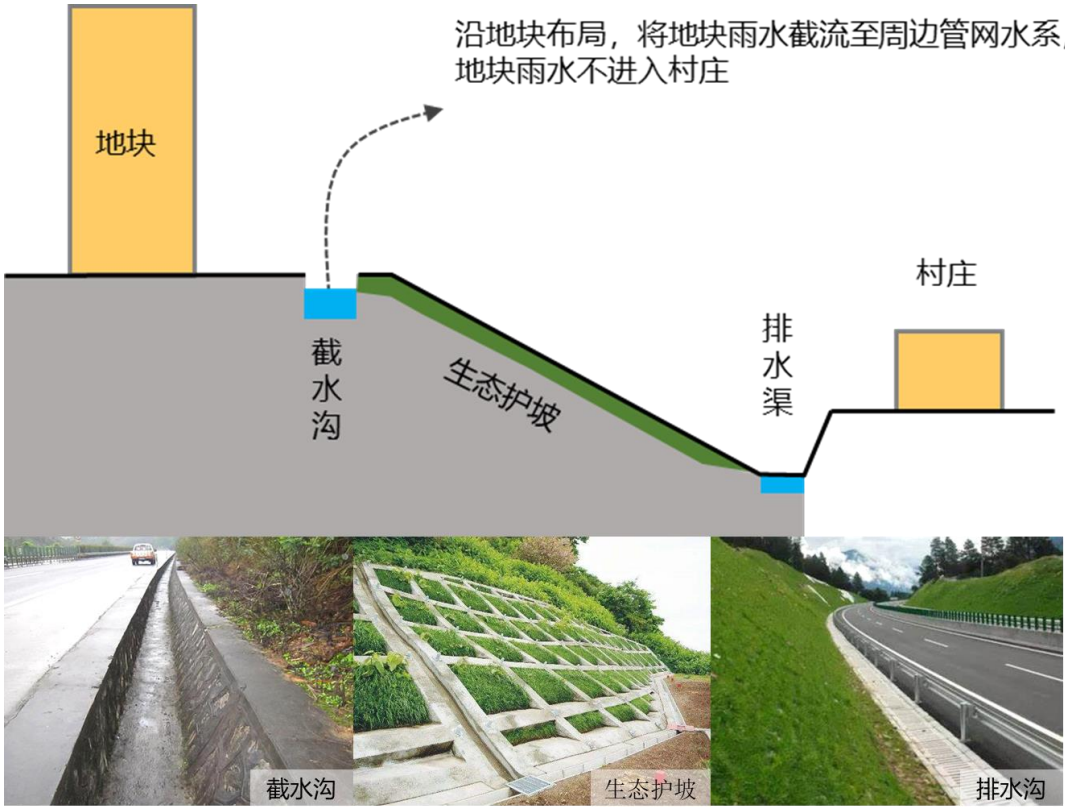 沿地块布局，将地块雨水截流至周边管网水系，
地块雨水不进入村庄
地块
村庄
截水沟
生态护坡
排水渠
截水沟
生态护坡
排水沟